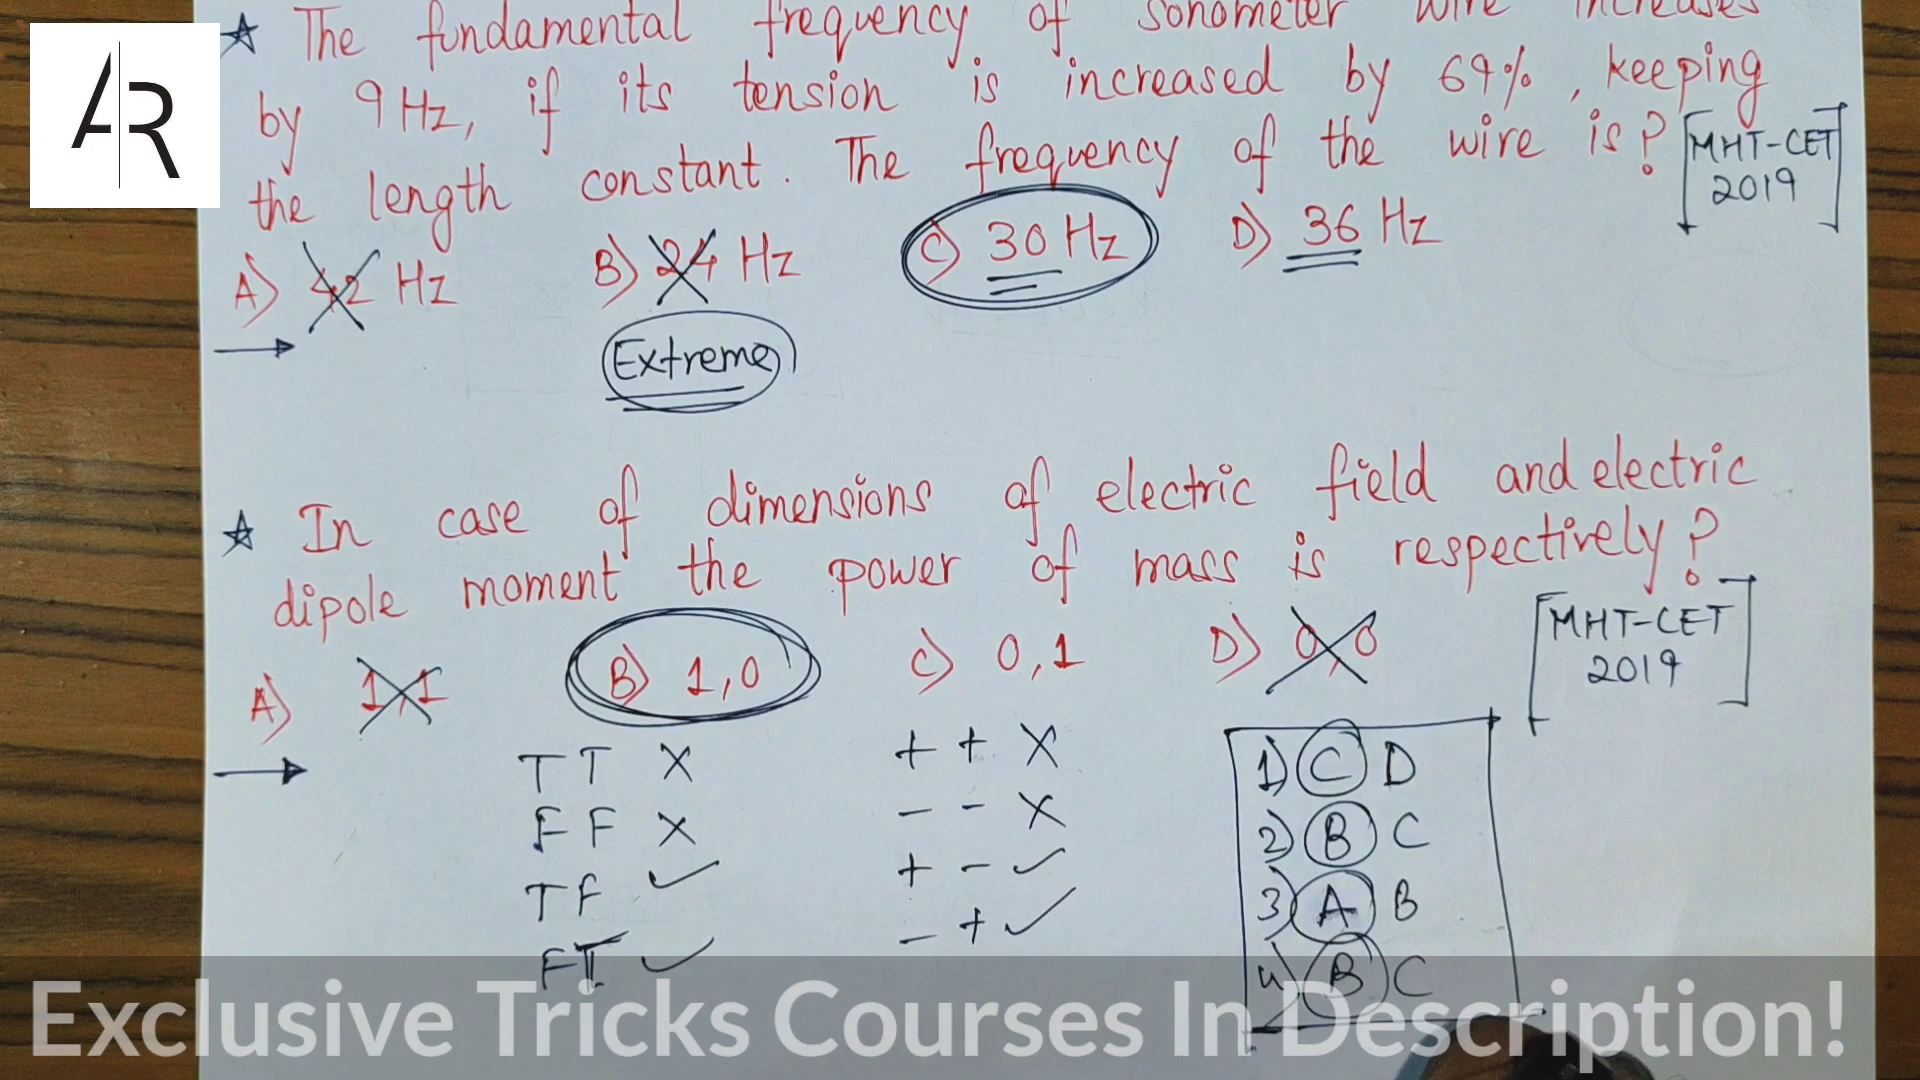 AR
☆ The fundamental frequency of sonometer wire increases
by 9 Hz, if its tension is increased by 69%, keeping
the length constant. The frequency of the wire is?
[MHT-CET
2019]
A) 42 Hz B) 24 Hz C) 30 Hz D) 36 Hz
Extreme
☆ In case of dimensions of electric field and electric
dipole moment the power of mass is respectively?
[MHT-CET
2019]
A) 1,1 B) 1,0 C) 0,1 D) 0,0
T T X
F F X
T F ✓
F T ✓
+ + X
- - X
+ - ✓
- + ✓
1) C D
2) B C
3) A B
4) B C
Exclusive Tricks Courses In Description!